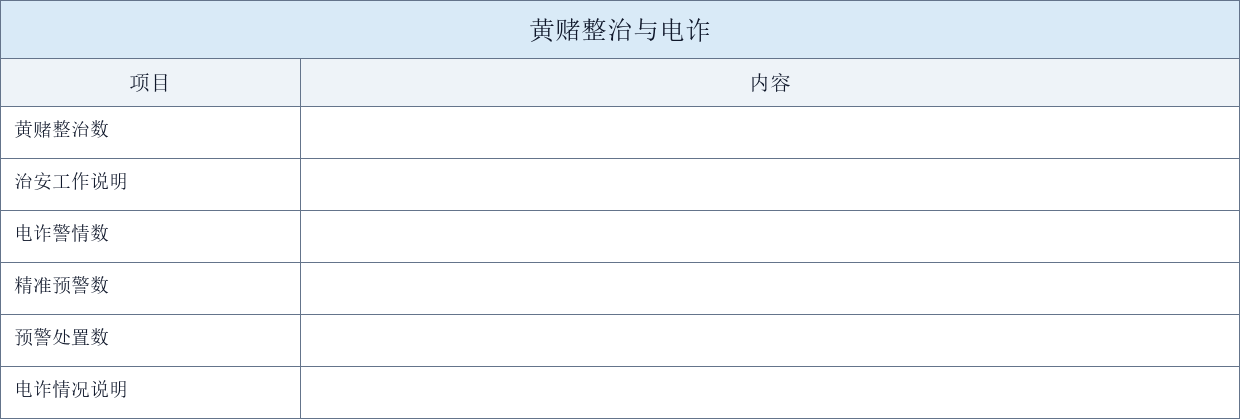 黄赌整治与电诈
项目 内容
黄赌整治数
治安工作说明
电诈警情数
精准预警数
预警处置数
电诈情况说明